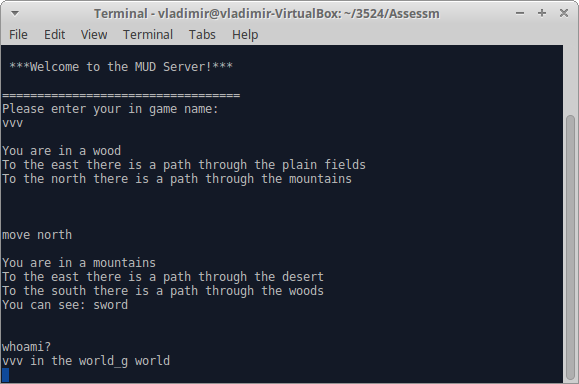 Terminal - vladimir@vladimir-VirtualBox: ~/3524/Assessm
File Edit View Terminal Tabs Help
***Welcome to the MUD Server!***
==================================
Please enter your in game name:
vvv
You are in a wood
To the east there is a path through the plain fields
To the north there is a path through the mountains
move north
You are in a mountains
To the east there is a path through the desert
To the south there is a path through the woods
You can see: sword
whoami?
vvv in the world_g world